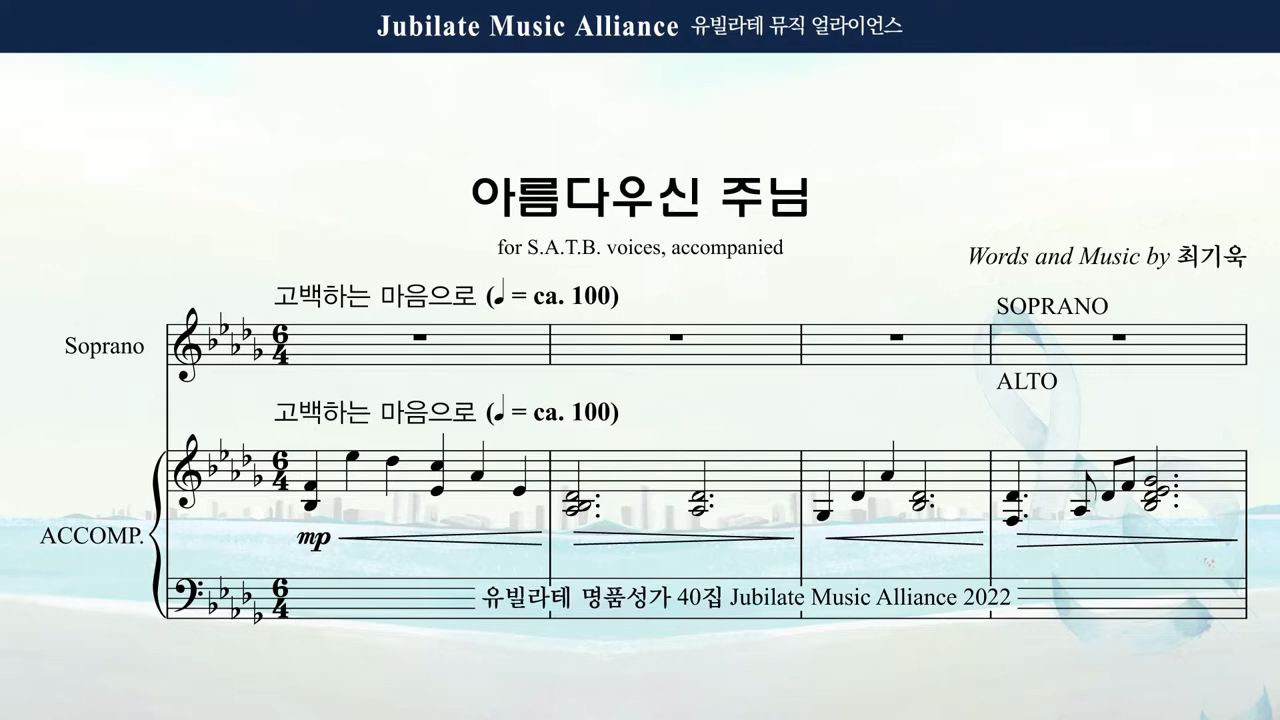 Jubilate Music Alliance 유빌라테 뮤직 얼라이언스
아름다우신 주님
for S.A.T.B. voices, accompanied
Words and Music by 최기욱
고백하는 마음으로 (♩ = ca. 100)
SOPRANO
Soprano
6
4
ALTO
고백하는 마음으로 (♩ = ca. 100)
6
4
ACCOMP.
mp
6
4
유빌라테 명품성가 40집 Jubilate Music Alliance 2022